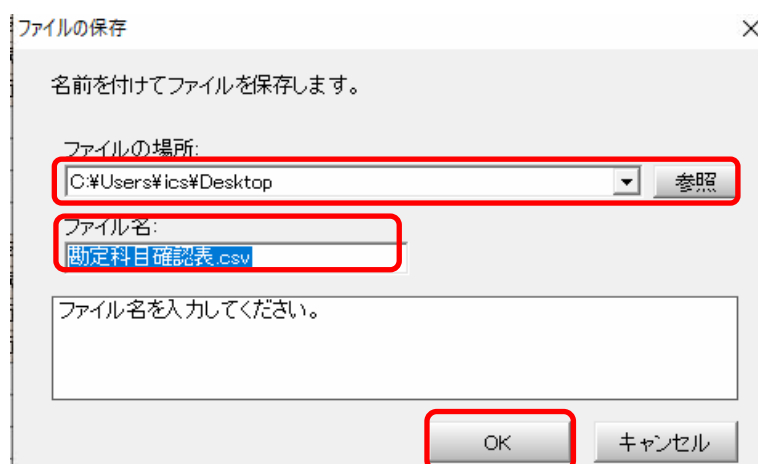 ファイルの保存
名前を付けてファイルを保存します。
ファイルの場所:
C:¥Users¥ics¥Desktop
参照
ファイル名:
勘定科目確認表.csv
ファイル名を入力してください。
OK
キャンセル